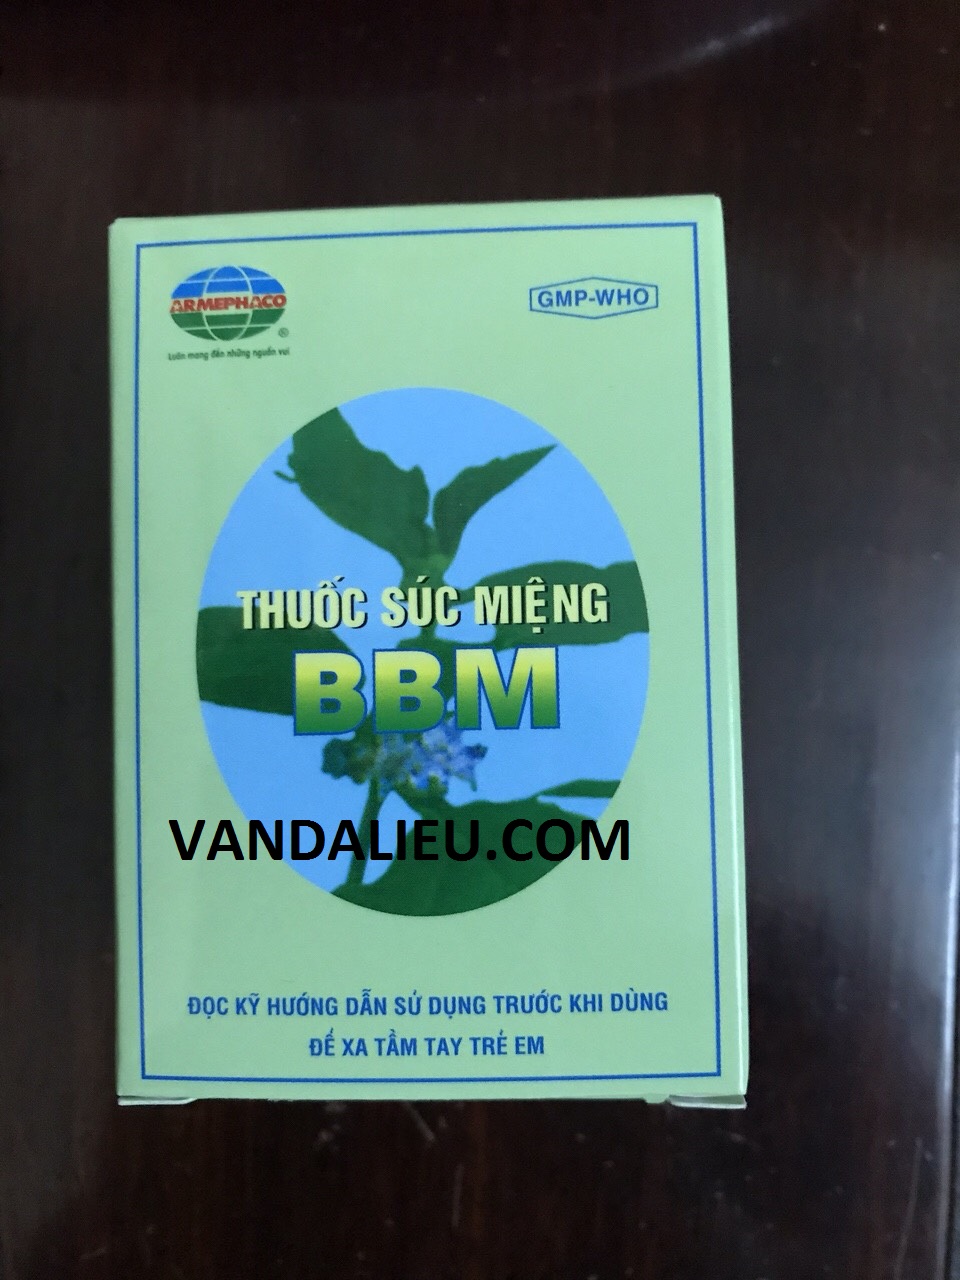 ARMEPHACO
®
Luôn mang đến những nguồn vui
GMP-WHO
THUỐC SÚC MIỆNG
BBM
VANDALIEU.COM
ĐỌC KỸ HƯỚNG DẪN SỬ DỤNG TRƯỚC KHI DÙNG
ĐỂ XA TẦM TAY TRẺ EM